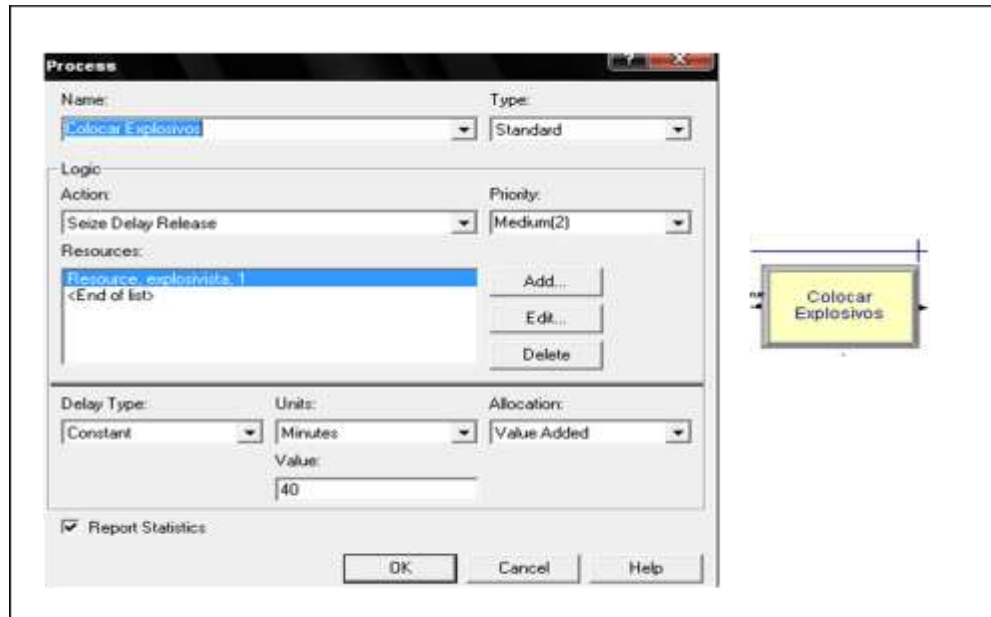 Process
Name:
Type:
Colocar Explosivos
Standard
Logic
Action:
Priority:
Seize Delay Release
Medium(2)
Resources:
Resource, explosivista, 1
<End of list>
Add...
Edit...
Delete
Delay Type:
Units:
Allocation:
Constant
Minutes
Value Added
Value:
40
Report Statistics
OK
Cancel
Help
Colocar
Explosivos